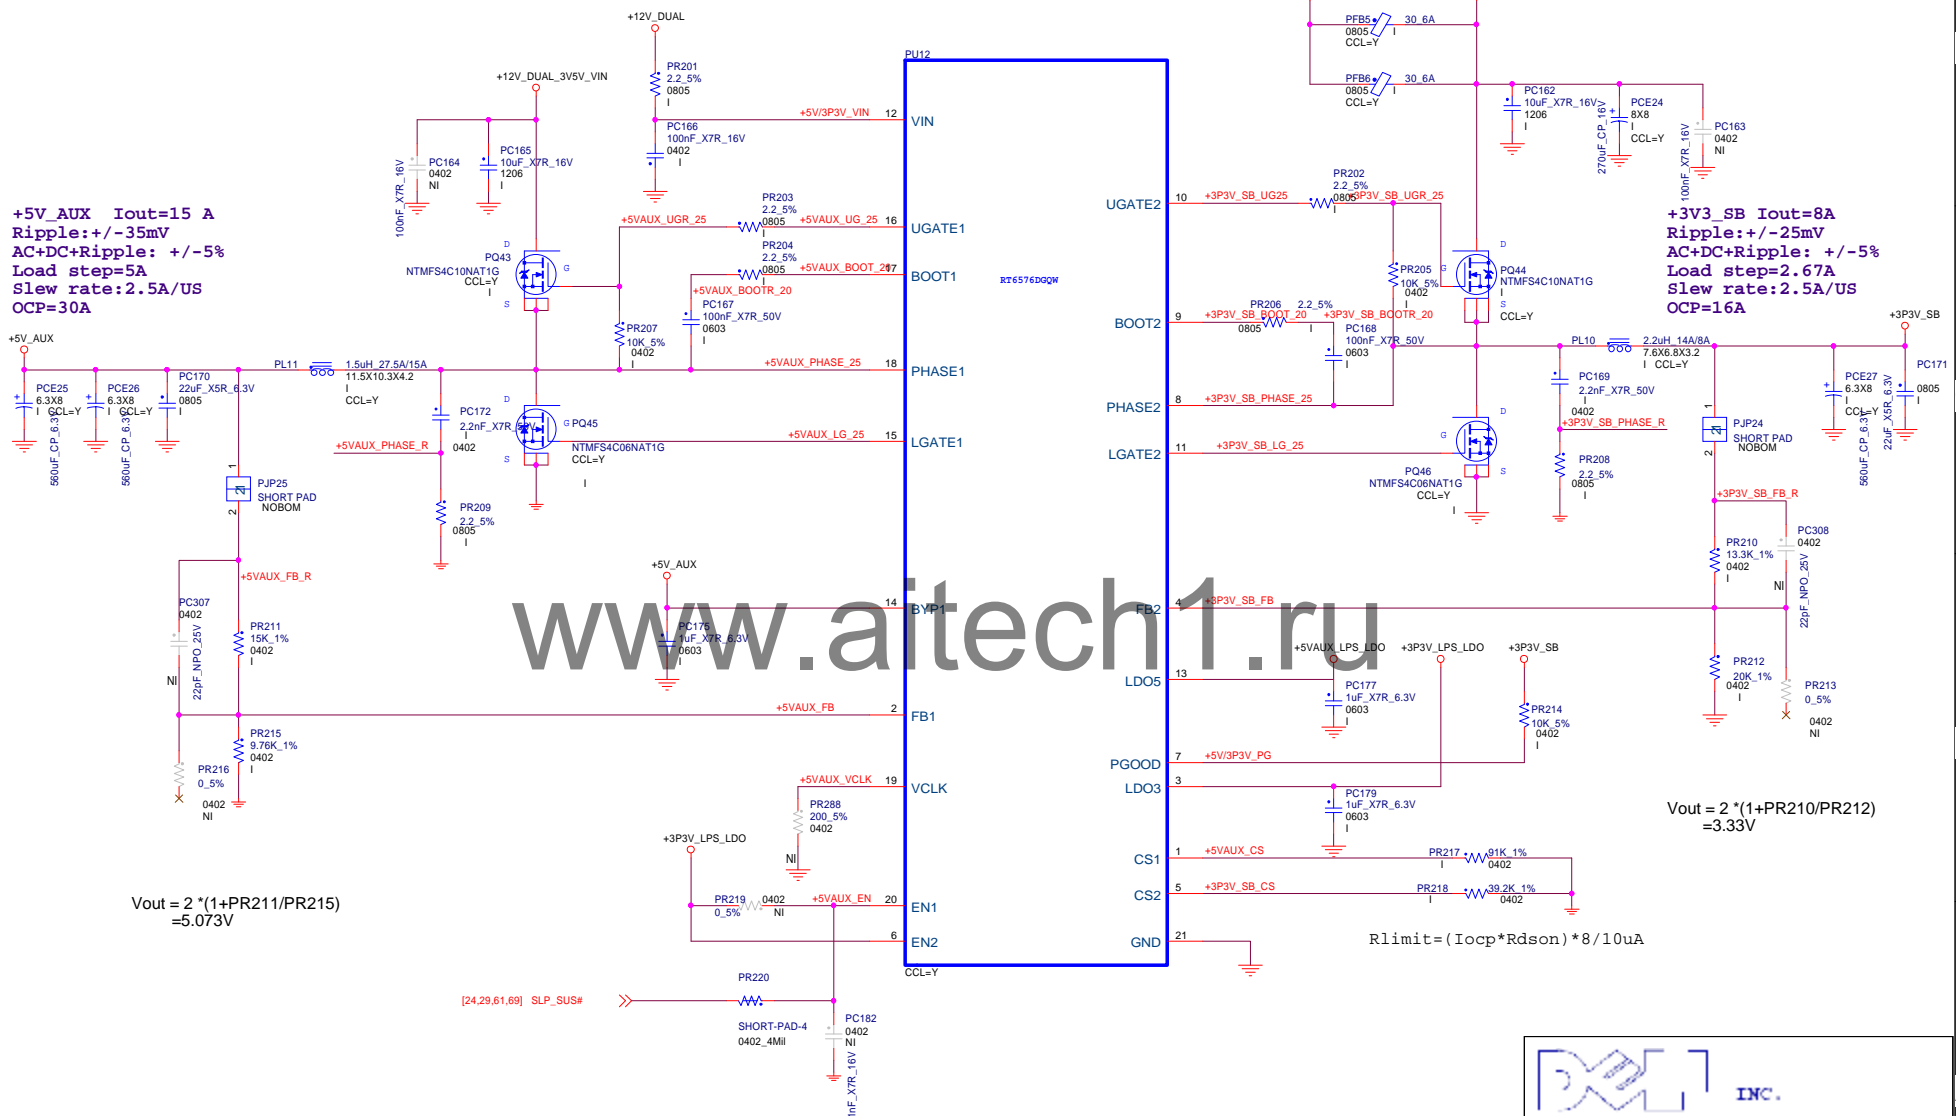 +12V_DUAL
PR201
2.2_5%
0805
I
+12V_DUAL_3V5V_VIN
PC166
100nF_X7R_16V
0402
I
PC164
0402
NI
100nF_X7R_16V
PC165
10uF_X7R_16V
1206
I
+5V_AUX Iout=15 A
Ripple:+/-35mV
AC+DC+Ripple: +/-5%
Load step=5A
Slew rate:2.5A/US
OCP=30A
PQ43
NTMFS4C10NAT1G
CCL=Y
I
D
G
S
+5VAUX_UGR_25
PR203
2.2_5%
0805
I
PR204
2.2_5%
0805
I
+5VAUX_BOOTR_20
PC167
100nF_X7R_50V
0603
I
PR207
10K_5%
0402
I
+5V_AUX
PCE25
6.3X8
I CCL=Y
560uF_CP_6.3V
PCE26
6.3X8
I CCL=Y
560uF_CP_6.3V
PC170
22uF_X5R_6.3V
0805
I
PL11
1.5uH_27.5A/15A
11.5X10.3X4.2
I
CCL=Y
PC172
2.2nF_X7R_50V
I
0402
+5VAUX_PHASE_R
D
G
S
PQ45
NTMFS4C06NAT1G
CCL=Y
I
PR209
2.2_5%
0805
I
1
2
PJP25
SHORT PAD
NOBOM
+5VAUX_FB_R
PC307
0402
NI
22pF_NPO_25V
PR211
15K_1%
0402
I
PR215
9.76K_1%
0402
I
PR216
0_5%
0402
NI
Vout = 2 *(1+PR211/PR215)
=5.073V
+5V_AUX
PC175
1uF_X7R_6.3V
0603
I
PR288
200_5%
0402
NI
+3P3V_LPS_LDO
PR219
0_5%
0402
NI
[24,29,61,69] SLP_SUS#
PR220
SHORT-PAD-4
0402_4Mil
PC182
0402
NI
1nF_X7R_16V
PU12
RT6576DGQW
CCL=Y
+5V/3P3V_VIN 12 VIN
+5VAUX_UG_25 16 UGATE1
+5VAUX_BOOT_20 17 BOOT1
+5VAUX_PHASE_25 18 PHASE1
+5VAUX_LG_25 15 LGATE1
14 BYP1
+5VAUX_FB 2 FB1
+5VAUX_VCLK 19 VCLK
+5VAUX_EN 20 EN1
6 EN2
UGATE2 10 +3P3V_SB_UG25
BOOT2 9 +3P3V_SB_BOOT_20
PHASE2 8 +3P3V_SB_PHASE_25
LGATE2 11 +3P3V_SB_LG_25
FB2 4 +3P3V_SB_FB
LDO5 13
PGOOD 7 +5V/3P3V_PG
LDO3 3
CS1 1 +5VAUX_CS
CS2 5 +3P3V_SB_CS
GND 21
PFB5
0805
CCL=Y
30_6A
I
PFB6
0805
CCL=Y
30_6A
I
PC162
10uF_X7R_16V
1206
I
PCE24
8X8
I
CCL=Y
270uF_CP_16V
PC163
0402
NI
100nF_X7R_16V
+3V3_SB Iout=8A
Ripple:+/-25mV
AC+DC+Ripple: +/-5%
Load step=2.67A
Slew rate:2.5A/US
OCP=16A
PR202
2.2_5%
0805
I
+3P3V_SB_UGR_25
PR205
10K_5%
0402
I
PR206
0805
2.2_5%
I
+3P3V_SB_BOOTR_20
PC168
100nF_X7R_50V
0603
I
D
G
S
PQ44
NTMFS4C10NAT1G
I
CCL=Y
PL10
2.2uH_14A/8A
7.6X6.8X3.2
I CCL=Y
+3P3V_SB
PC169
2.2nF_X7R_50V
I
0402
+3P3V_SB_PHASE_R
PR208
2.2_5%
0805
I
D
G
S
PQ46
NTMFS4C06NAT1G
CCL=Y
I
1
2
PJP24
SHORT PAD
NOBOM
PCE27
6.3X8
CCL=Y
I
560uF_CP_6.3V
PC171
0805
I
22uF_X5R_6.3V
+3P3V_SB_FB_R
PR210
13.3K_1%
0402
I
PC308
0402
NI
22pF_NPO_25V
PR212
20K_1%
0402
I
PR213
0_5%
0402
NI
+5VAUX_LPS_LDO
+3P3V_LPS_LDO
+3P3V_SB
PC177
1uF_X7R_6.3V
0603
I
PR214
10K_5%
0402
I
PC179
1uF_X7R_6.3V
0603
I
PR217
I
91K_1%
0402
PR218
I
39.2K_1%
0402
Vout = 2 *(1+PR210/PR212)
=3.33V
Rlimit=(Iocp*Rdson)*8/10uA
www.aitech1.ru
DELL INC.